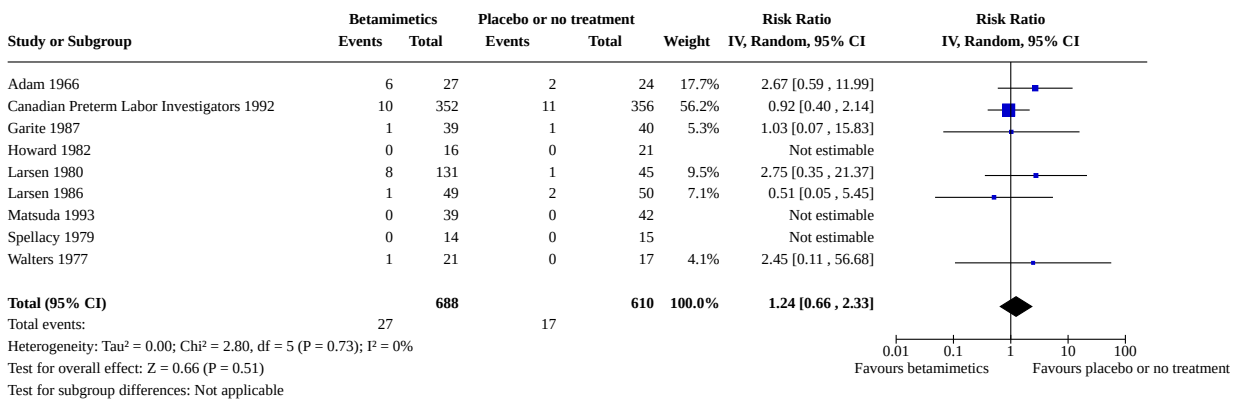 Betamimetics Placebo or no treatment Risk Ratio Risk Ratio
Study or Subgroup Events Total Events Total Weight IV, Random, 95% CI IV, Random, 95% CI
Adam 1966 6 27 2 24 17.7% 2.67 [0.59 , 11.99]
Canadian Preterm Labor Investigators 1992 10 352 11 356 56.2% 0.92 [0.40 , 2.14]
Garite 1987 1 39 1 40 5.3% 1.03 [0.07 , 15.83]
Howard 1982 0 16 0 21 Not estimable
Larsen 1980 8 131 1 45 9.5% 2.75 [0.35 , 21.37]
Larsen 1986 1 49 2 50 7.1% 0.51 [0.05 , 5.45]
Matsuda 1993 0 39 0 42 Not estimable
Spellacy 1979 0 14 0 15 Not estimable
Walters 1977 1 21 0 17 4.1% 2.45 [0.11 , 56.68]
Total (95% CI) 688 610 100.0% 1.24 [0.66 , 2.33]
Total events: 27 17
Heterogeneity: Tau² = 0.00; Chi² = 2.80, df = 5 (P = 0.73); I² = 0%
0.01 0.1 1 10 100
Test for overall effect: Z = 0.66 (P = 0.51) Favours betamimetics Favours placebo or no treatment
Test for subgroup differences: Not applicable